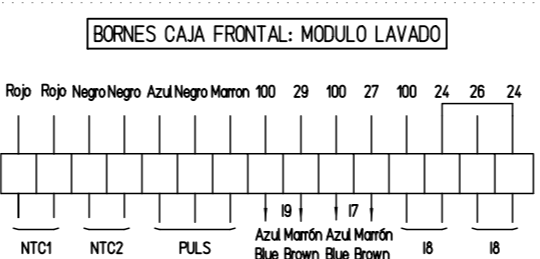 BORNES CAJA FRONTAL: MODULO LAVADO
Rojo Rojo Negro Negro Azul Negro Marron 100 29 100 27 100 24 26 24
I9 I7
Azul Marrón Azul Marrón
NTC1 NTC2 PULS Blue Brown Blue Brown I8 I8